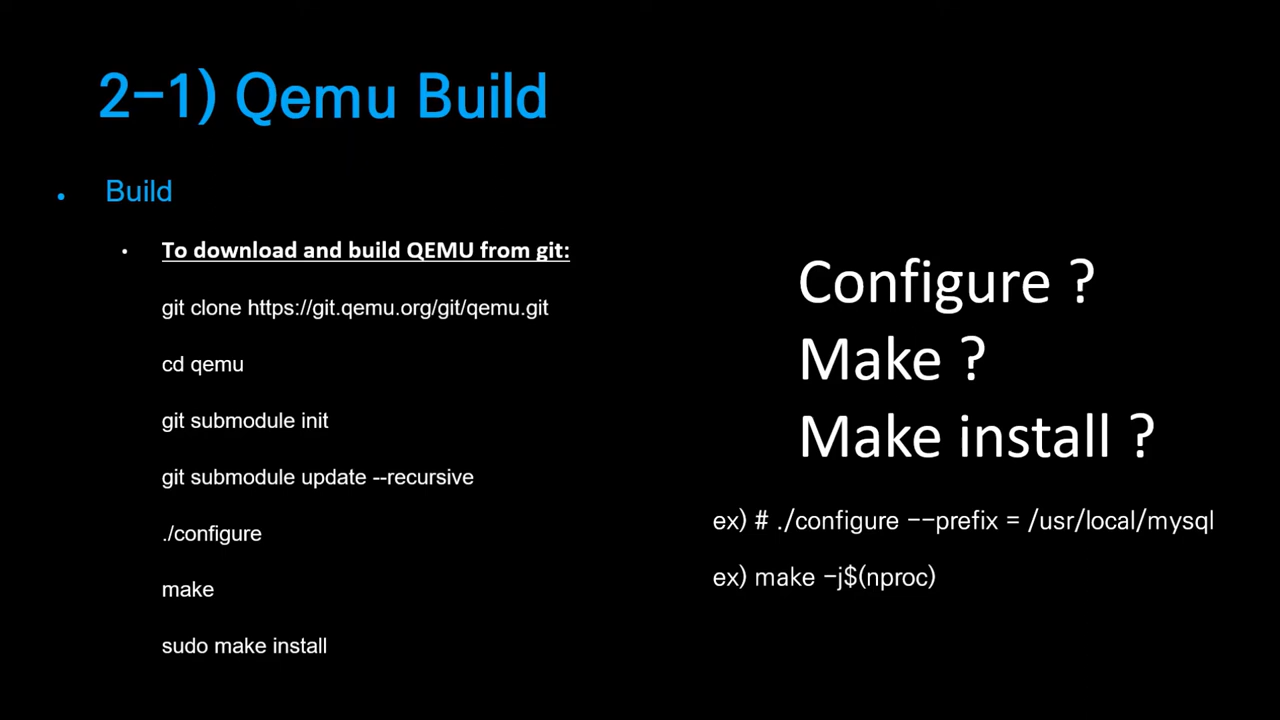 2-1) Qemu Build
• Build
• To download and build QEMU from git:
git clone https://git.qemu.org/git/qemu.git
cd qemu
git submodule init
git submodule update --recursive
./configure
make
sudo make install
Configure ?
Make ?
Make install ?
ex) # ./configure --prefix = /usr/local/mysql
ex) make -j$(nproc)